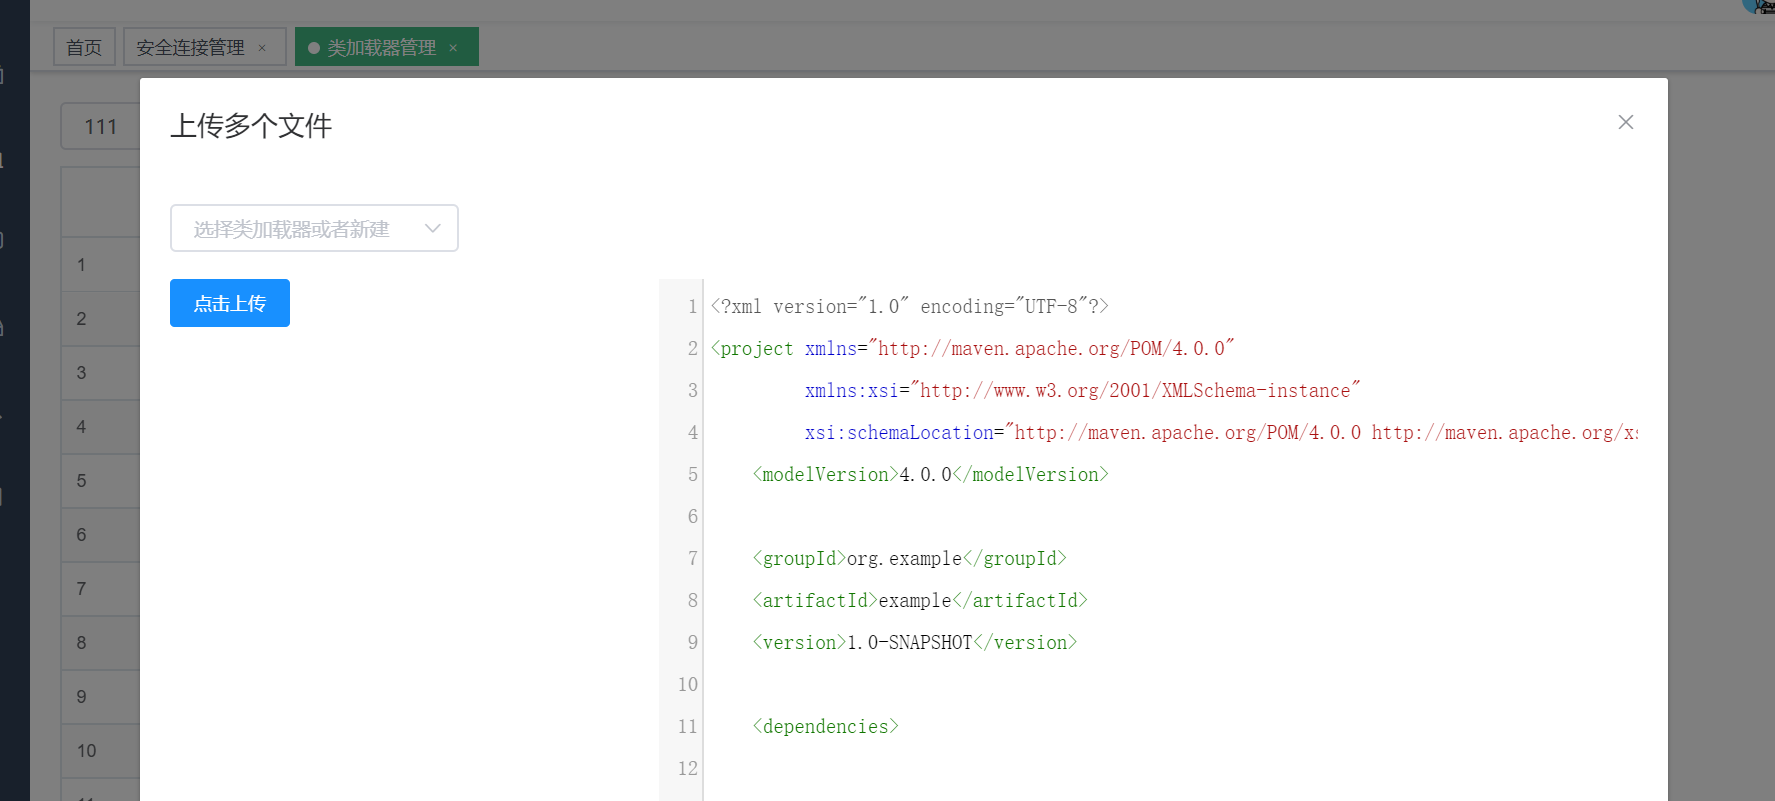 首页 安全连接管理 × 类加载器管理 ×
111
上传多个文件
选择类加载器或者新建
点击上传
1
2
3
4
5
6
7
8
9
10
1 <?xml version="1.0" encoding="UTF-8"?>
2 <project xmlns="http://maven.apache.org/POM/4.0.0"
3 xmlns:xsi="http://www.w3.org/2001/XMLSchema-instance"
4 xsi:schemaLocation="http://maven.apache.org/POM/4.0.0 http://maven.apache.org/xs
5 <modelVersion>4.0.0</modelVersion>
6
7 <groupId>org.example</groupId>
8 <artifactId>example</artifactId>
9 <version>1.0-SNAPSHOT</version>
10
11 <dependencies>
12